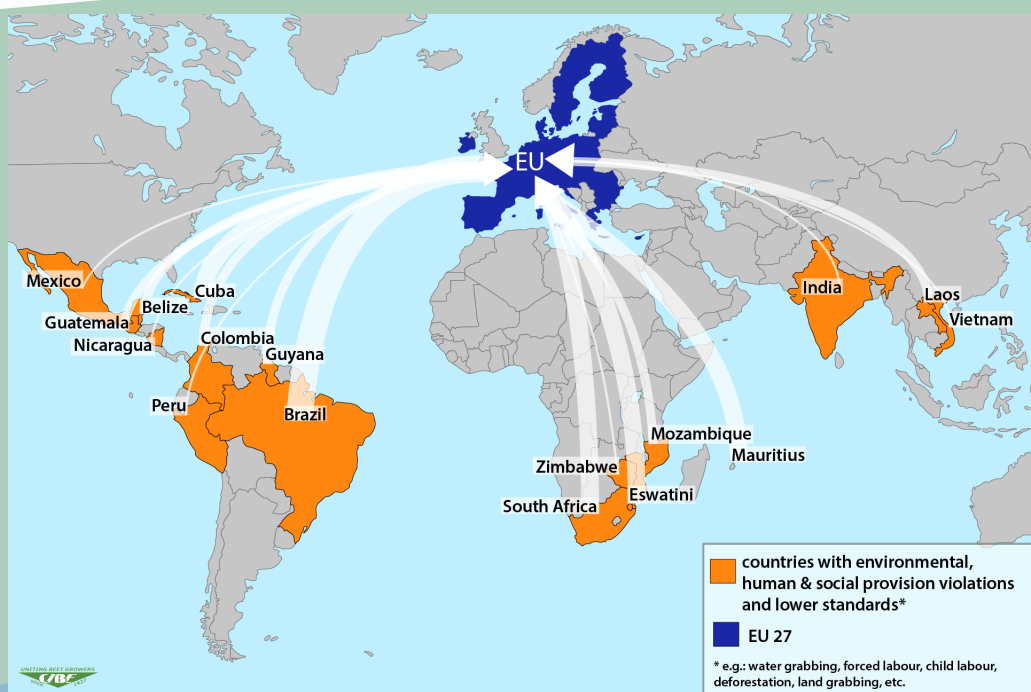 EU
Mexico
Cuba
Belize
Guatemala
Nicaragua
Colombia
Guyana
Peru
Brazil
India
Laos
Vietnam
Mozambique
Mauritius
Zimbabwe
Eswatini
South Africa
countries with environmental,
human & social provision violations
and lower standards*
EU 27
* e.g.: water grabbing, forced labour, child labour,
deforestation, land grabbing, etc.
UNITING BEET GROWERS
SINCE CIBE 1927